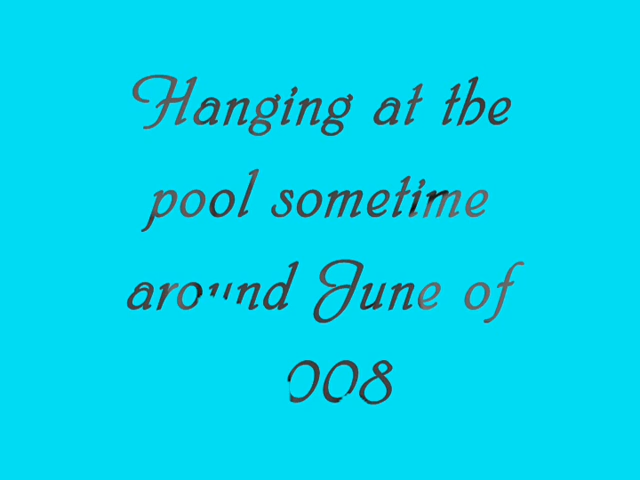 Hanging at the
pool sometime
around June of
008